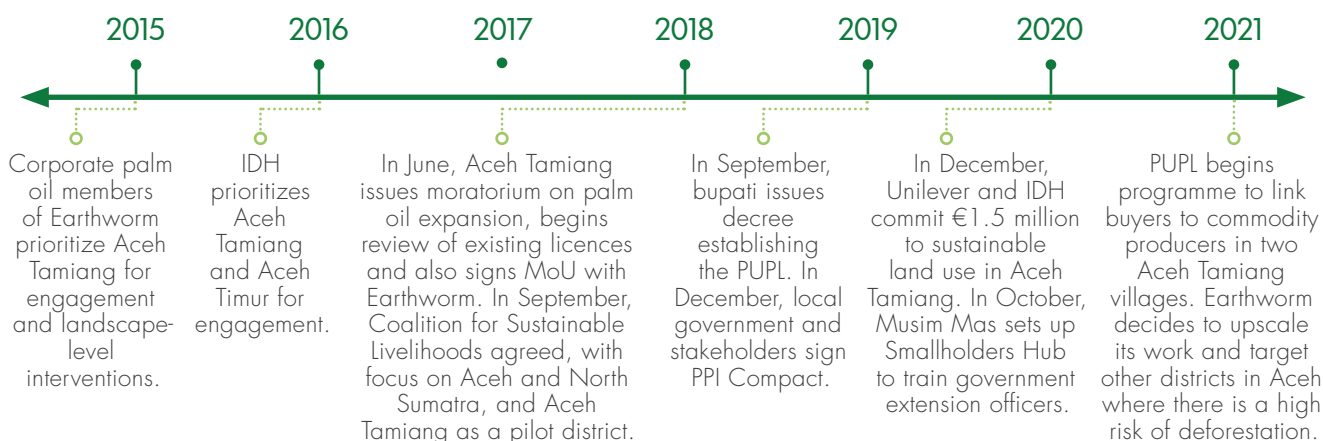 2015
2016
2017
2018
2019
2020
2021
Corporate palm
oil members
of Earthworm
prioritize Aceh
Tamiang for
engagement
and landscape-
level
interventions.
IDH
prioritizes
Aceh
Tamiang
and Aceh
Timur for
engagement.
In June, Aceh Tamiang
issues moratorium on palm
oil expansion, begins
review of existing licences
and also signs MoU with
Earthworm. In September,
Coalition for Sustainable
Livelihoods agreed, with
focus on Aceh and North
Sumatra, and Aceh
Tamiang as a pilot district.
In September,
bupati issues
decree
establishing
the PUPL. In
December, local
government and
stakeholders sign
PPI Compact.
In December,
Unilever and IDH
commit €1.5 million
to sustainable
land use in Aceh
Tamiang. In October,
Musim Mas sets up
Smallholders Hub
to train government
extension officers.
PUPL begins
programme to link
buyers to commodity
producers in two
Aceh Tamiang
villages. Earthworm
decides to upscale
its work and target
other districts in Aceh
where there is a high
risk of deforestation.